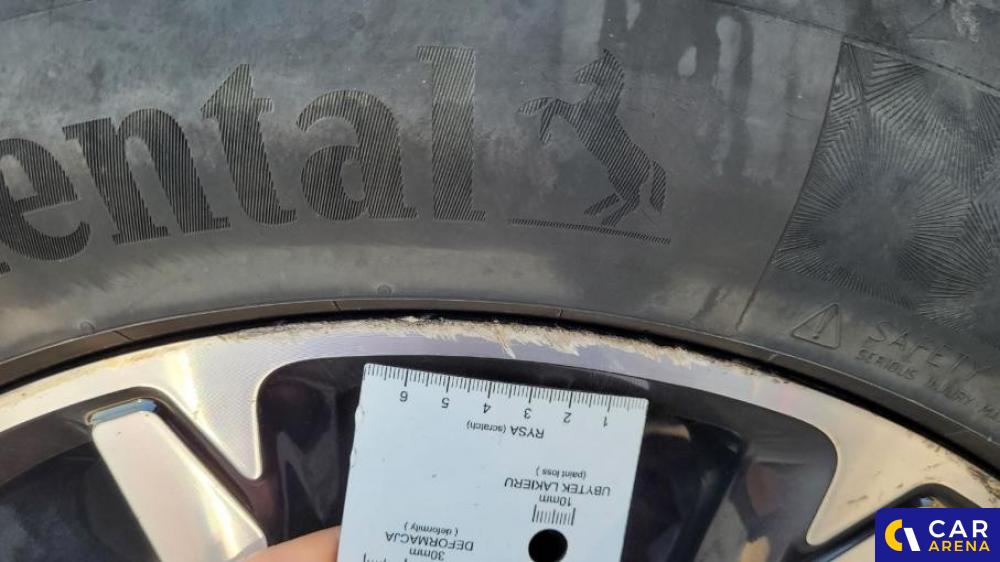 ental
SAFETY
SERIOUS INJURY M
6 5 4 3 2 1
RYSA (scratch)
UBYTEK LAKIERU
(paint loss)
10mm
DEFORMACJA
(deformity)
30mm
CAR
ARENA